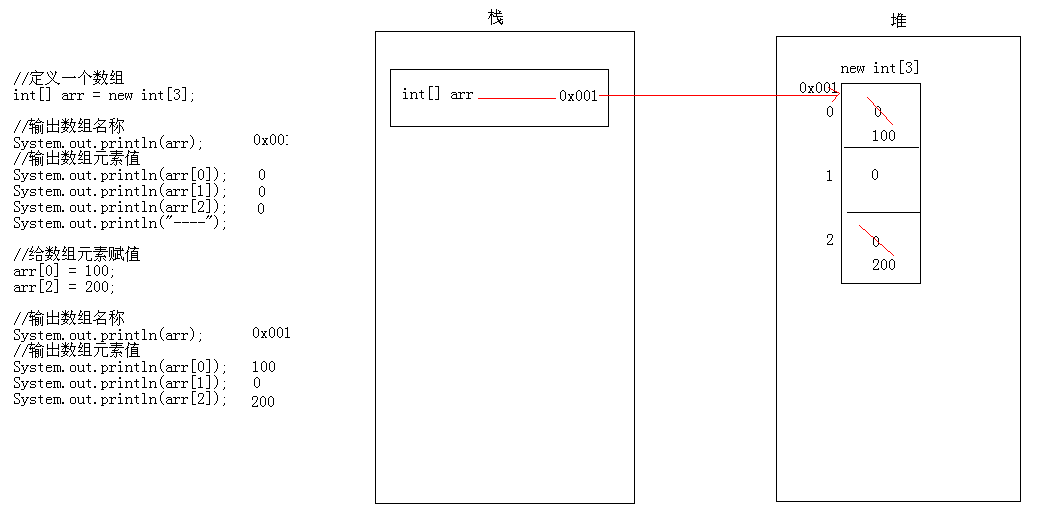 //定义一个数组
int[] arr = new int[3];
//输出数组名称
System.out.println(arr); 0x001
//输出数组元素值
System.out.println(arr[0]); 0
System.out.println(arr[1]); 0
System.out.println(arr[2]); 0
System.out.println("----");
//给数组元素赋值
arr[0] = 100;
arr[2] = 200;
//输出数组名称
System.out.println(arr); 0x001
//输出数组元素值
System.out.println(arr[0]); 100
System.out.println(arr[1]); 0
System.out.println(arr[2]); 200
栈
int[] arr 0x001
堆
new int[3]
0x001
0 0
100
1 0
2 0
200